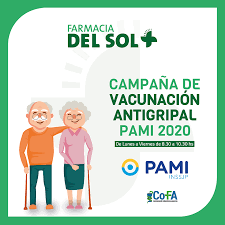 FARMACIA
DEL SOL
CAMPAÑA DE
VACUNACIÓN
ANTIGRIPAL
PAMI 2020
De Lunes a Viernes de 8.30 a 10.30 hs
PAMI
INSSJP
CoFA